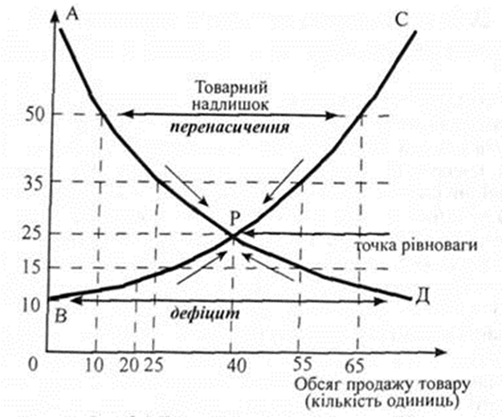 А
С
Товарний
надлишок
перенасичення
50
35
Р
25
точка рівноваги
15
10
В
дефіцит
Д
0
10
20
25
40
55
65
Обсяг продажу товару
(кількість одиниць)